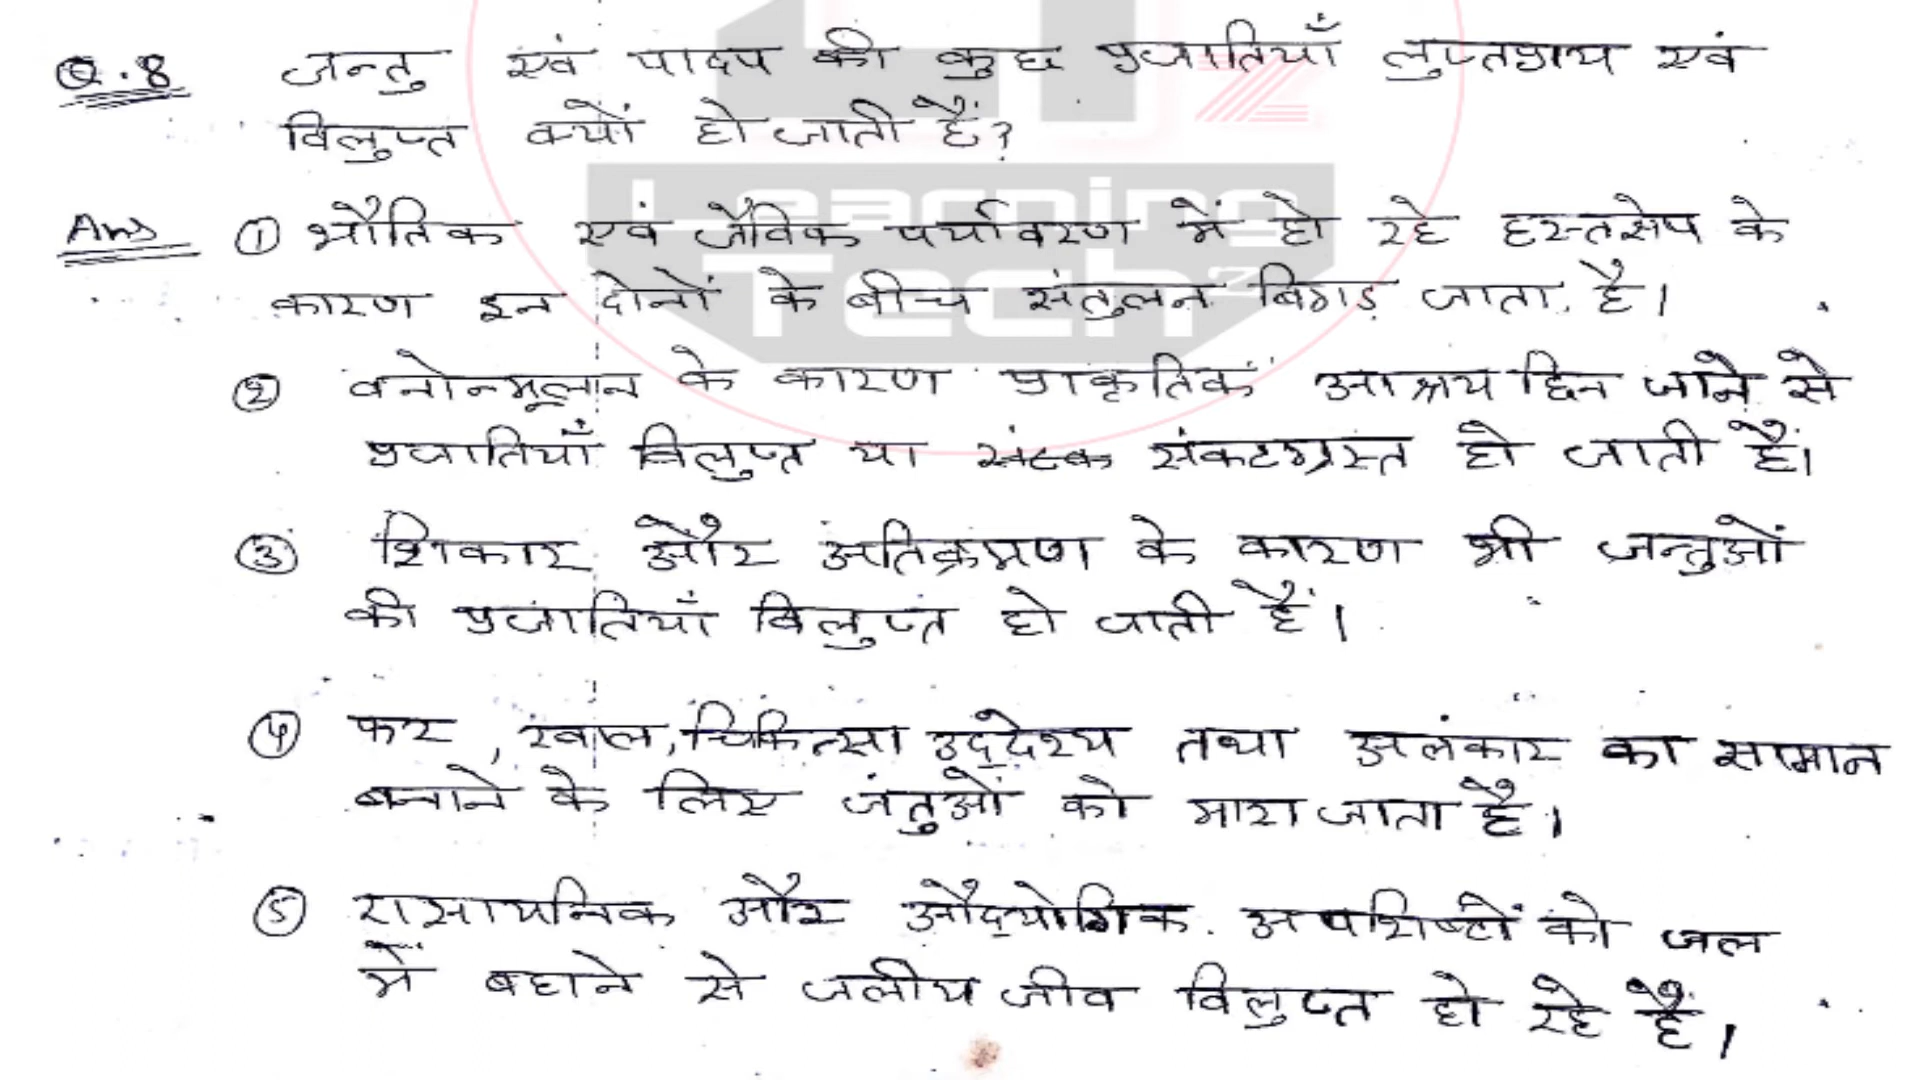 Q.8 जन्तु एवं पादप की कुछ प्रजातियाँ लुप्तप्राय एवं
विलुप्त क्यों हो जाती हैं?
Learning
Techz
Ans ① भौतिक एवं जैविक पर्यावरण में हो रहे हस्तक्षेप के
कारण इन दोनों के बीच संतुलन बिगड़ जाता है।
② वनोन्मूलन के कारण प्राकृतिक आश्रय छिन जाने से
प्रजातियाँ विलुप्त या संकटग्रस्त हो जाती हैं।
③ शिकार और अतिक्रमण के कारण भी जन्तुओं
की प्रजातियाँ विलुप्त हो जाती हैं।
④ फर, खाल, चिकित्सा उद्देश्य तथा अलंकार का सामान
बनाने के लिए जंतुओं को मारा जाता है।
⑤ रासायनिक और औद्योगिक अपशिष्टों को जल
में बहाने से जलीय जीव विलुप्त हो रहे हैं।